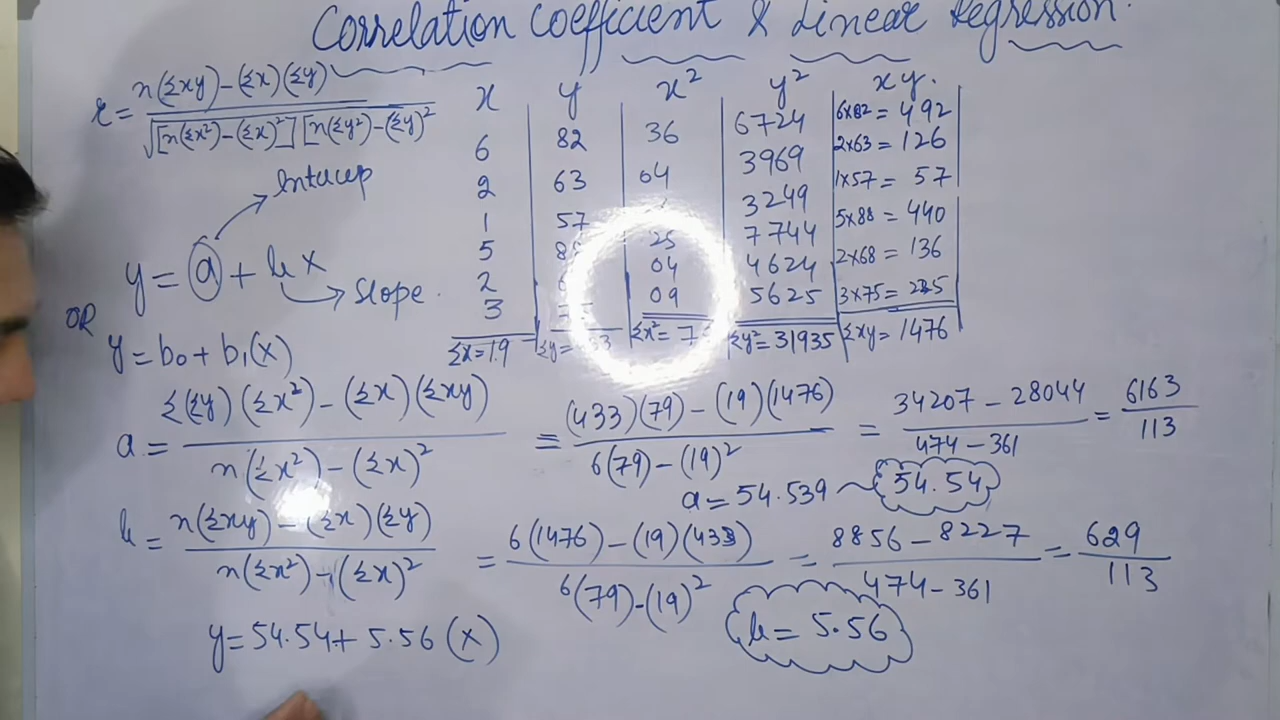 Correlation Coefficient & Linear Regression.
r = n(Σxy) - (Σx)(Σy) / √[n(Σx²) - (Σx)²] [n(Σy²) - (Σy)²
x y x² y² xy.
6 82 36 6724 6x82 = 492
2 63 04 3969 2x63 = 126
1 57 3249 1x57 = 57
5 25 7744 5x88 = 440
2 04 4624 2x68 = 136
3 09 5625 3x75 = 225
Σx = 19 Σy = Σx² = 7 Σy² = 31935 Σxy = 1476
Intercep
y = a + b x
Slope.
OR
y = b₀ + b₁(x)
a = Σ(Σy)(Σx²) - (Σx)(Σxy) / n(Σx²) - (Σx)² = (433)(79) - (19)(1476) / 6(79) - (19)² = 34207 - 28044 / 474 - 361 = 6163 / 113
a = 54.539 ~ 54.54
b = n(Σxy) - (Σx)(Σy) / n(Σx²) - (Σx)² = 6(1476) - (19)(433) / 6(79) - (19)² = 8856 - 8227 / 474 - 361 = 629 / 113
b = 5.56
y = 54.54 + 5.56 (x)